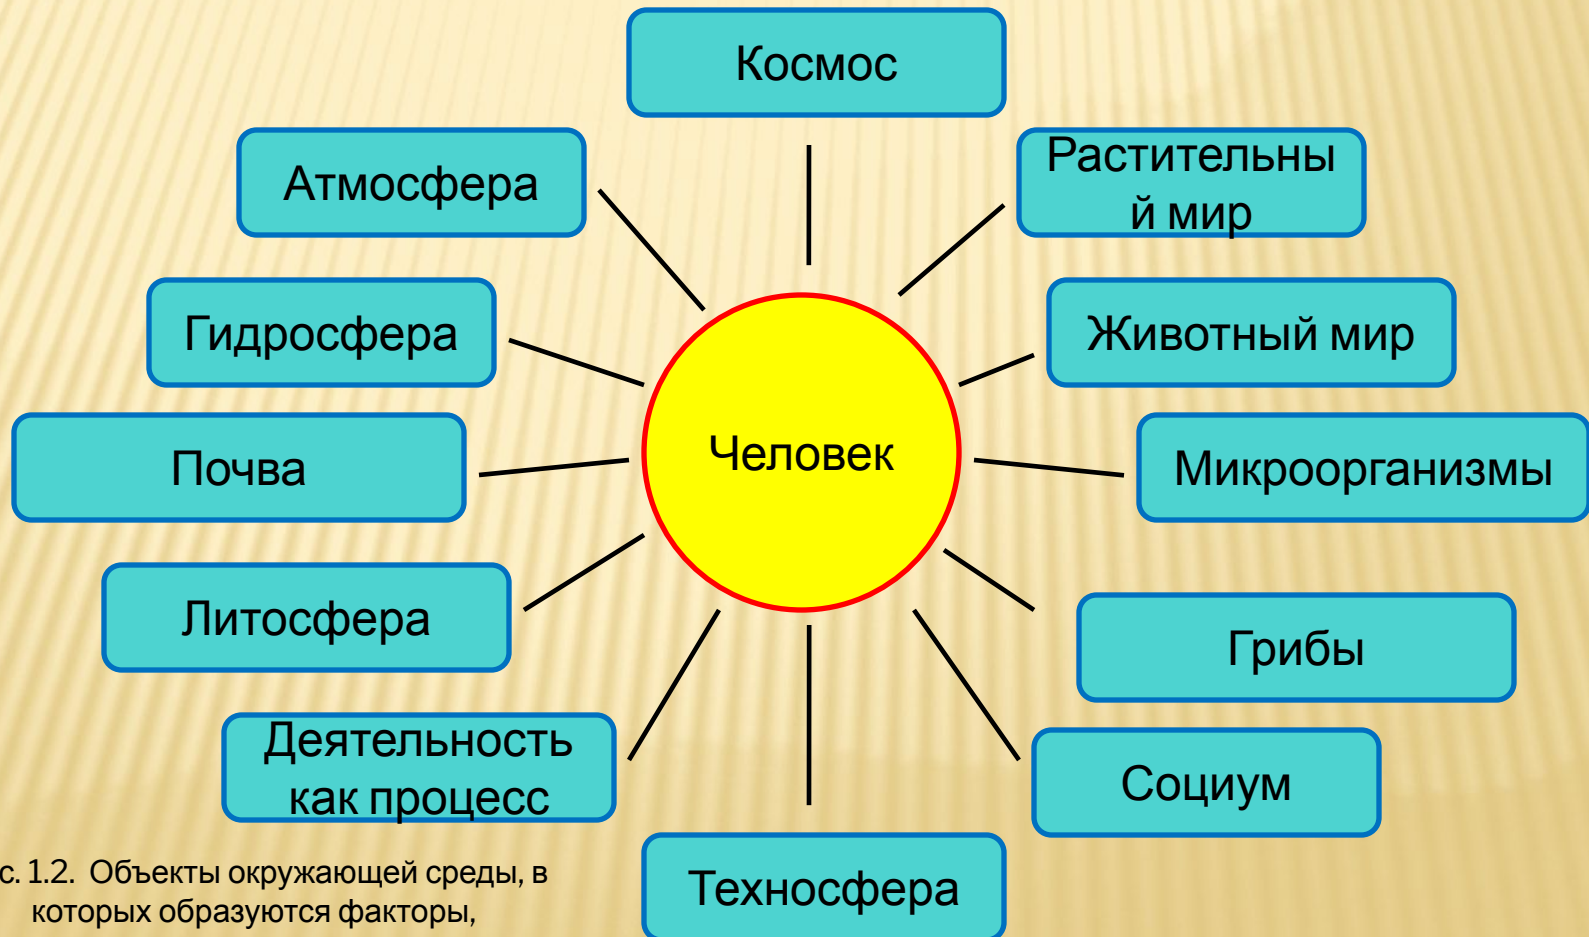 Космос
Атмосфера
Растительны
й мир
Гидросфера
Животный мир
Человек
Почва
Микроорганизмы
Литосфера
Грибы
Деятельность
как процесс
Социум
Техносфера
с. 1.2. Объекты окружающей среды, в
которых образуются факторы,